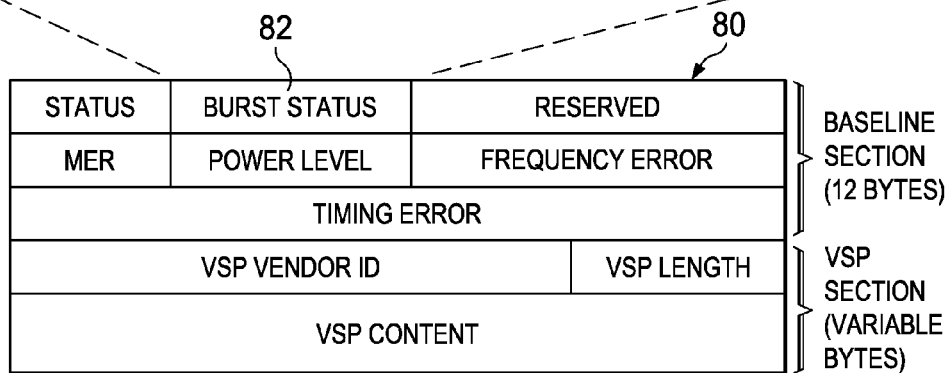 82
80
STATUS BURST STATUS RESERVED
MER POWER LEVEL FREQUENCY ERROR
TIMING ERROR
BASELINE
SECTION
(12 BYTES)
VSP VENDOR ID VSP LENGTH
VSP CONTENT
VSP
SECTION
(VARIABLE
BYTES)